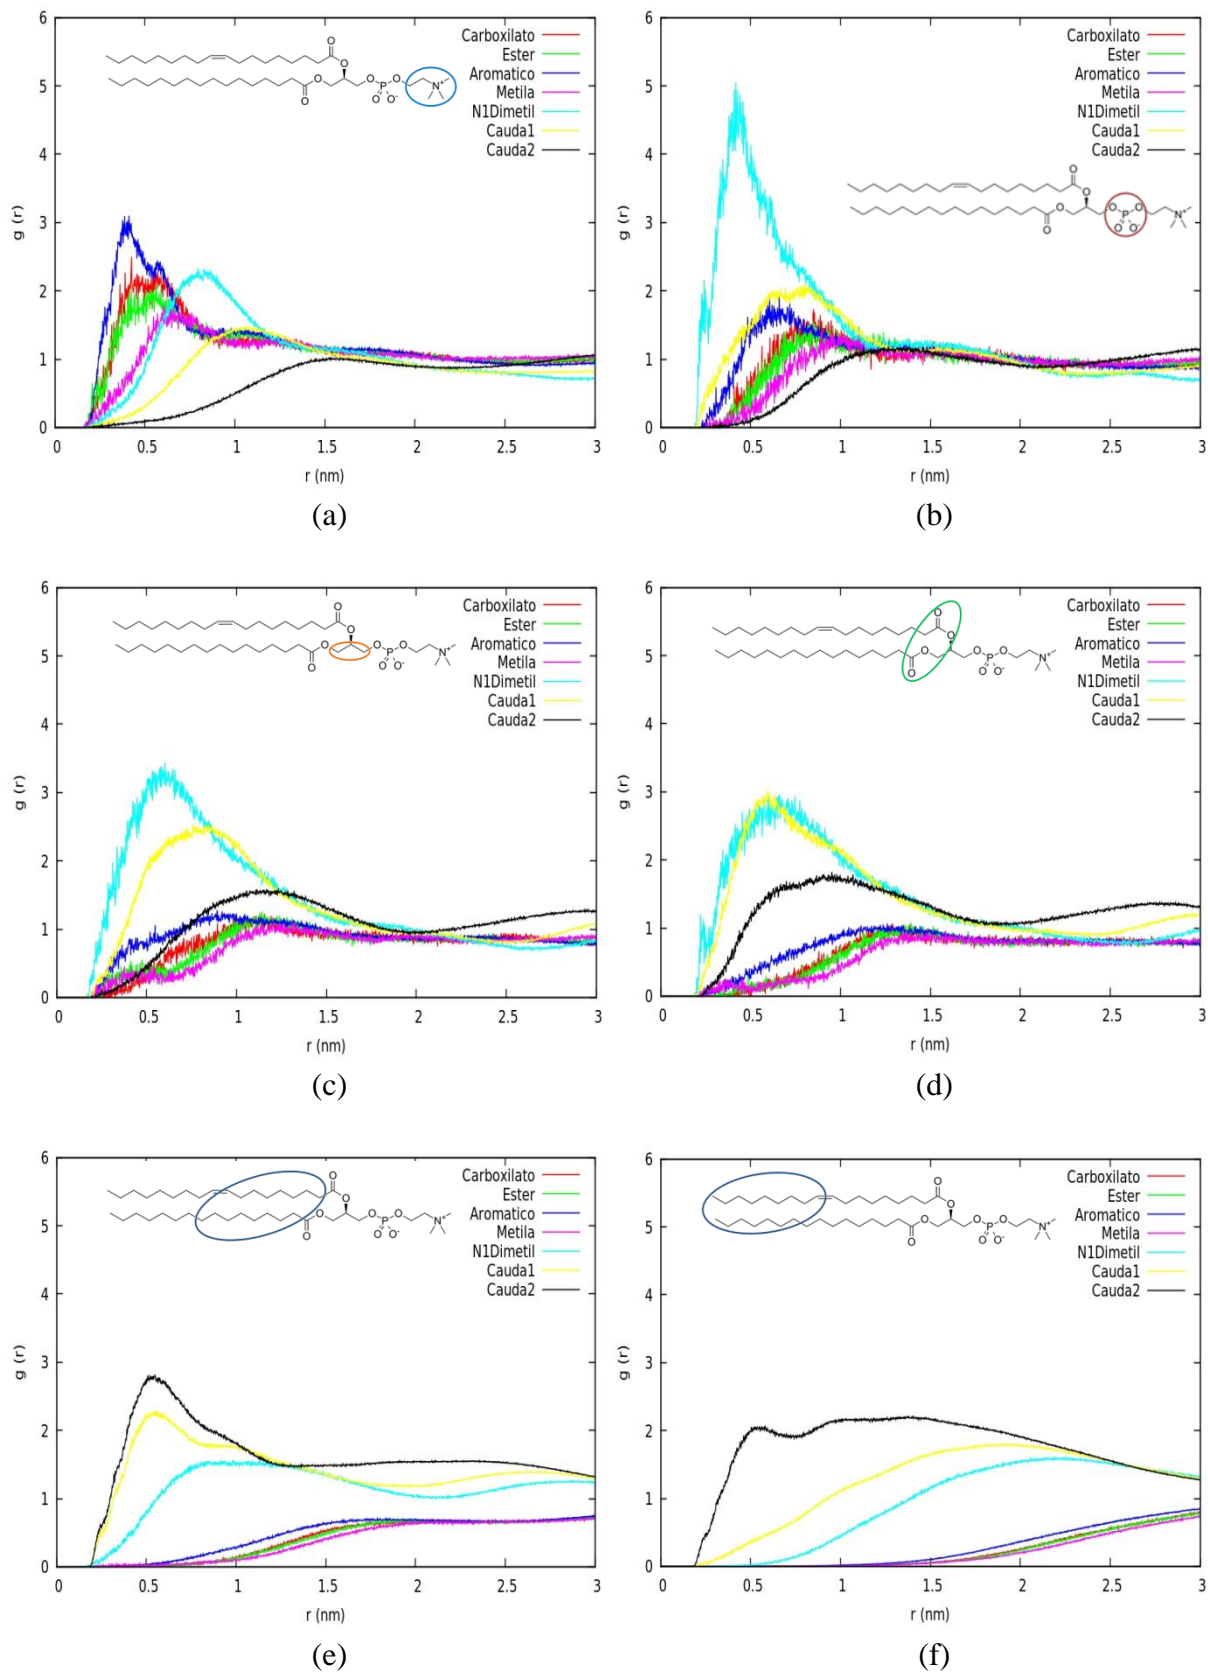 6
5
4
3
2
1
0
g (r)
0 0.5 1 1.5 2 2.5 3
r (nm)
Carboxilato
Ester
Aromatico
Metila
N1Dimetil
Cauda1
Cauda2
O
O
O
O
O
P
O
O
O-
N+
(a)
6
5
4
3
2
1
0
g (r)
0 0.5 1 1.5 2 2.5 3
r (nm)
Carboxilato
Ester
Aromatico
Metila
N1Dimetil
Cauda1
Cauda2
O
O
O
O
O
P
O
O
O-
N+
(b)
6
5
4
3
2
1
0
g (r)
0 0.5 1 1.5 2 2.5 3
r (nm)
Carboxilato
Ester
Aromatico
Metila
N1Dimetil
Cauda1
Cauda2
O
O
O
O
O
P
O
O
O-
N+
(c)
6
5
4
3
2
1
0
g (r)
0 0.5 1 1.5 2 2.5 3
r (nm)
Carboxilato
Ester
Aromatico
Metila
N1Dimetil
Cauda1
Cauda2
O
O
O
O
O
P
O
O
O-
N+
(d)
6
5
4
3
2
1
0
g (r)
0 0.5 1 1.5 2 2.5 3
r (nm)
Carboxilato
Ester
Aromatico
Metila
N1Dimetil
Cauda1
Cauda2
O
O
O
O
O
P
O
O
O-
N+
(e)
6
5
4
3
2
1
0
g (r)
0 0.5 1 1.5 2 2.5 3
r (nm)
Carboxilato
Ester
Aromatico
Metila
N1Dimetil
Cauda1
Cauda2
O
O
O
O
O
P
O
O
O-
N+
(f)